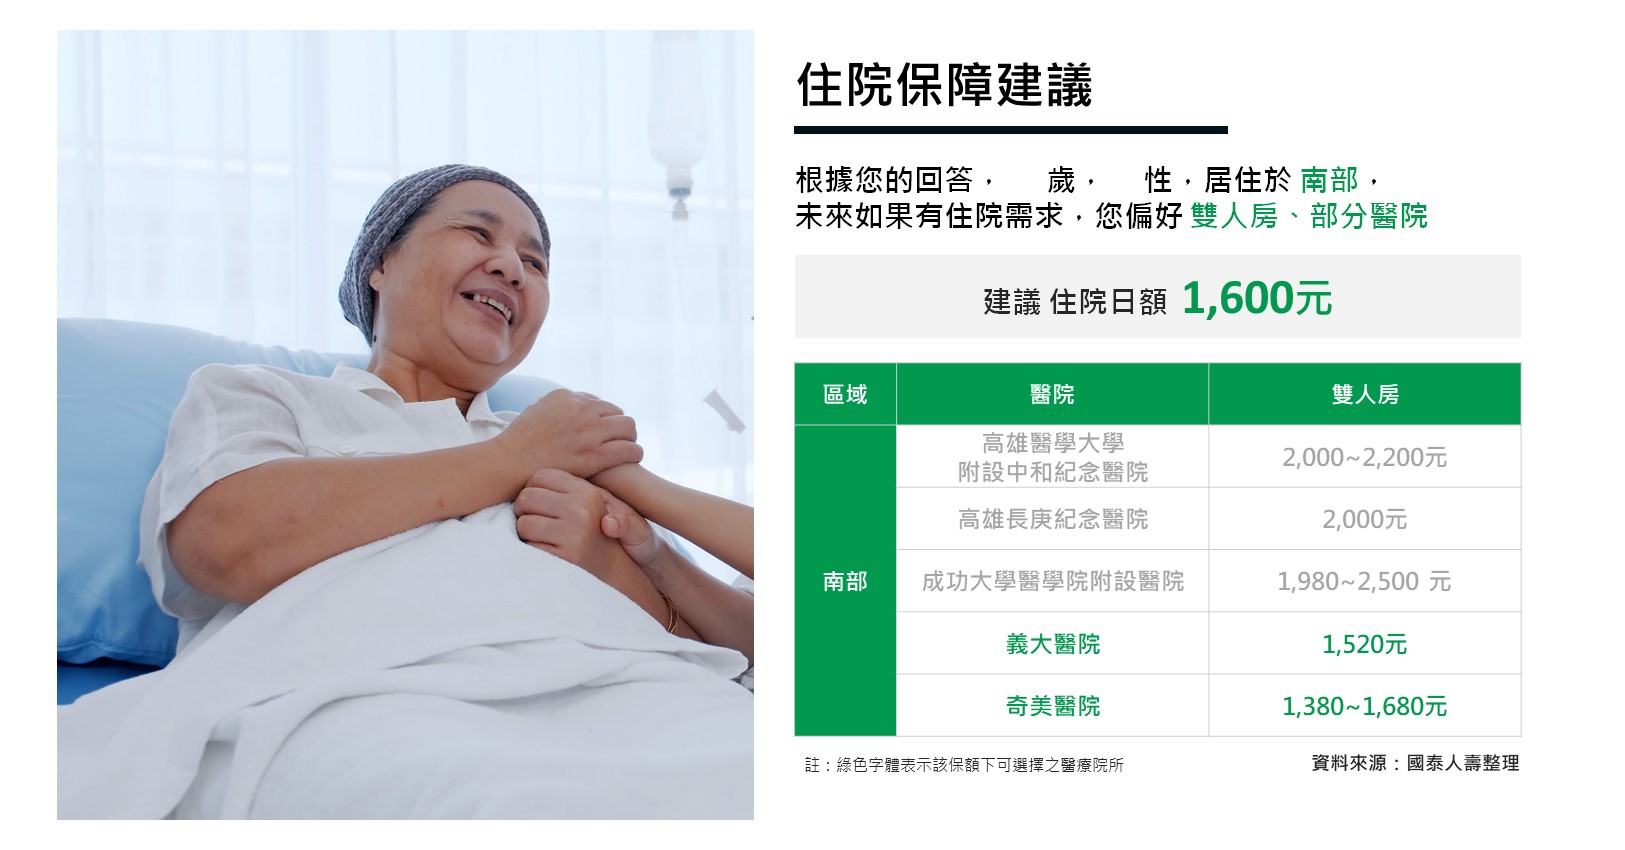 住院保障建議
根據您的回答， 歲， 性，居住於 南部，
未來如果有住院需求，您偏好 雙人房、部分醫院
建議 住院日額 1,600元
區域 醫院 雙人房
高雄醫學大學
附設中和紀念醫院 2,000~2,200元
高雄長庚紀念醫院 2,000元
南部 成功大學醫學院附設醫院 1,980~2,500 元
義大醫院 1,520元
奇美醫院 1,380~1,680元
註：綠色字體表示該保額下可選擇之醫療院所 資料來源：國泰人壽整理